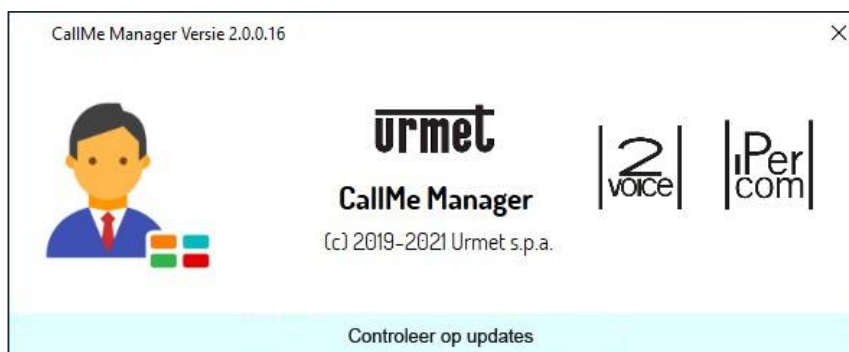 CallMe Manager Versie 2.0.0.16
urmet
CallMe Manager
(c) 2019-2021 Urmet s.p.a.
2
voice
iPer
com
Controleer op updates